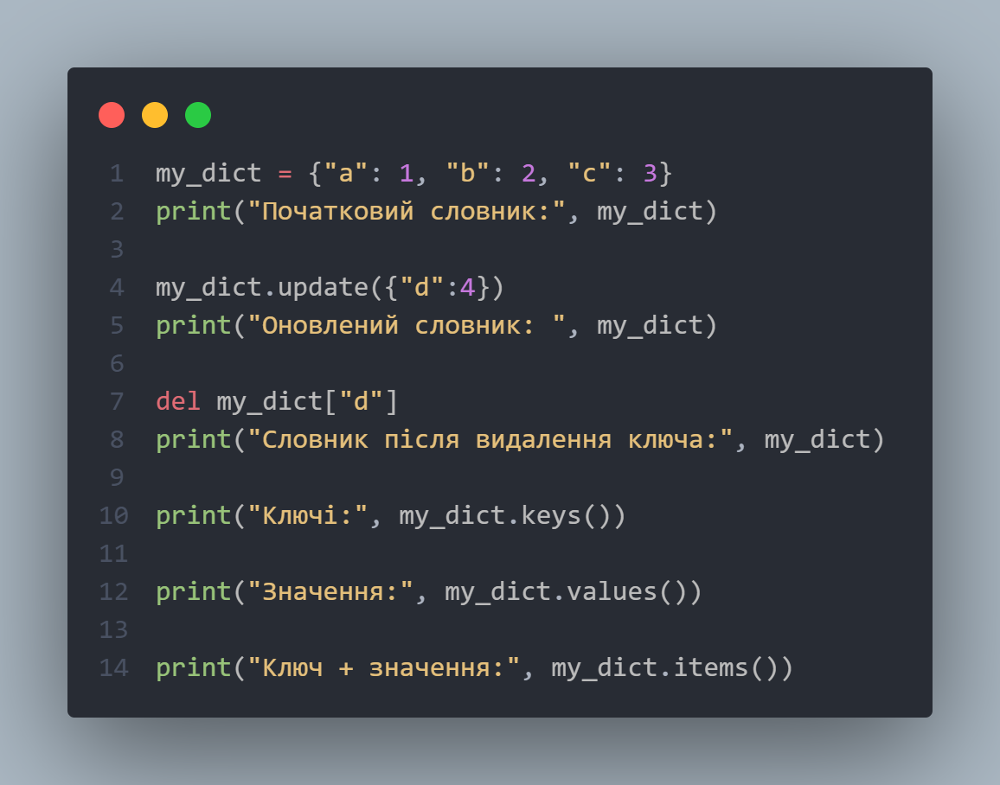 1 my_dict = {"a": 1, "b": 2, "c": 3}
2 print("Початковий словник:", my_dict)
3
4 my_dict.update({"d":4})
5 print("Оновлений словник: ", my_dict)
6
7 del my_dict["d"]
8 print("Словник після видалення ключа:", my_dict)
9
10 print("Ключі:", my_dict.keys())
11
12 print("Значення:", my_dict.values())
13
14 print("Ключ + значення:", my_dict.items())